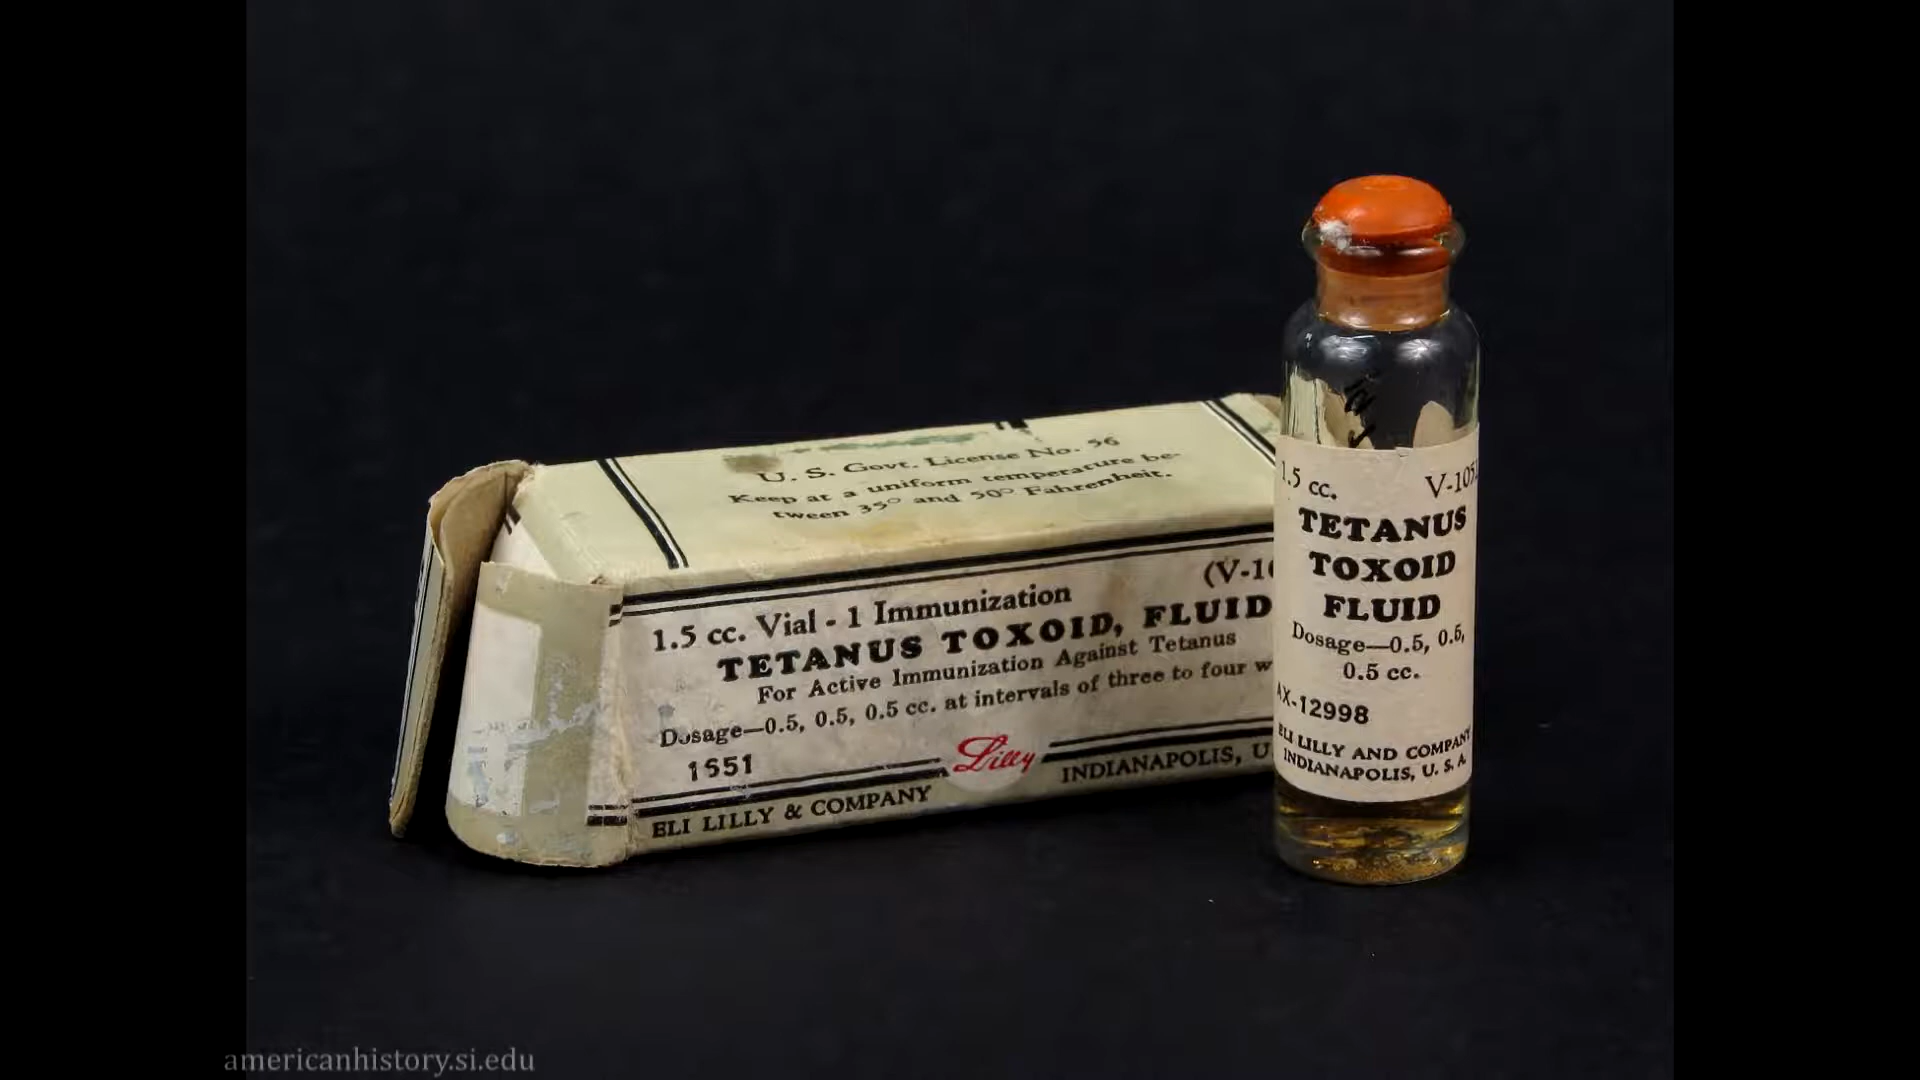 U. S. Govt. License No. 56
Keep at a uniform temperature be-
tween 35° and 50° Fahrenheit.
1.5 cc. Vial - 1 Immunization
TETANUS TOXOID, FLUID
For Active Immunization Against Tetanus
Dosage—0.5, 0.5, 0.5 cc. at intervals of three to four
1551
Lilly
ELI LILLY & COMPANY
INDIANAPOLIS,
1.5 cc.
TETANUS
TOXOID
FLUID
Dosage—0.5, 0.5,
0.5 cc.
AX-12998
ELI LILLY AND COMPANY
INDIANAPOLIS, U. S. A.
americanhistory.si.edu